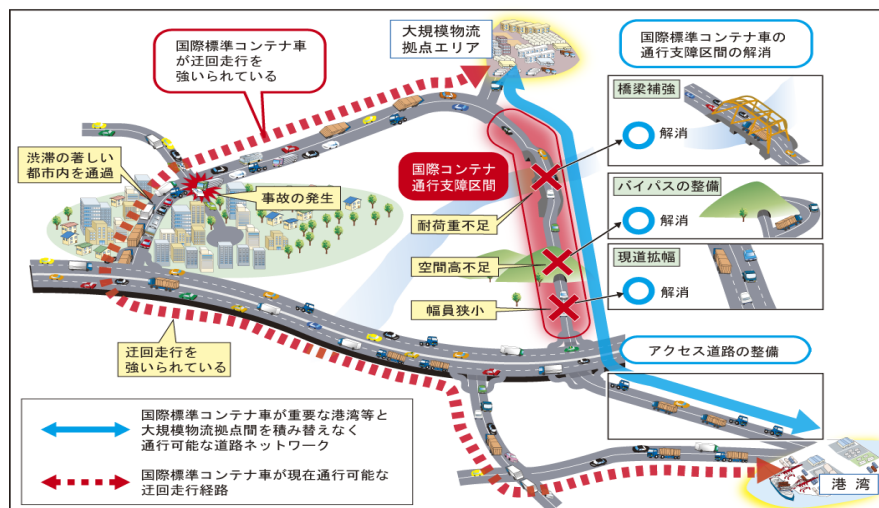 国際標準コンテナ車
が迂回走行を
強いられている
大規模物流
拠点エリア
国際標準コンテナ車の
通行支障区間の解消
橋梁補強
解消
渋滞の著しい
都市内を通過
事故の発生
国際コンテナ
通行支障区間
耐荷重不足
バイパスの整備
解消
空間高不足
現道拡幅
解消
幅員狭小
迂回走行を
強いられている
アクセス道路の整備
国際標準コンテナ車が重要な港湾等と
大規模物流拠点間を積み替えなく
通行可能な道路ネットワーク
国際標準コンテナ車が現在通行可能な
迂回走行経路
港湾